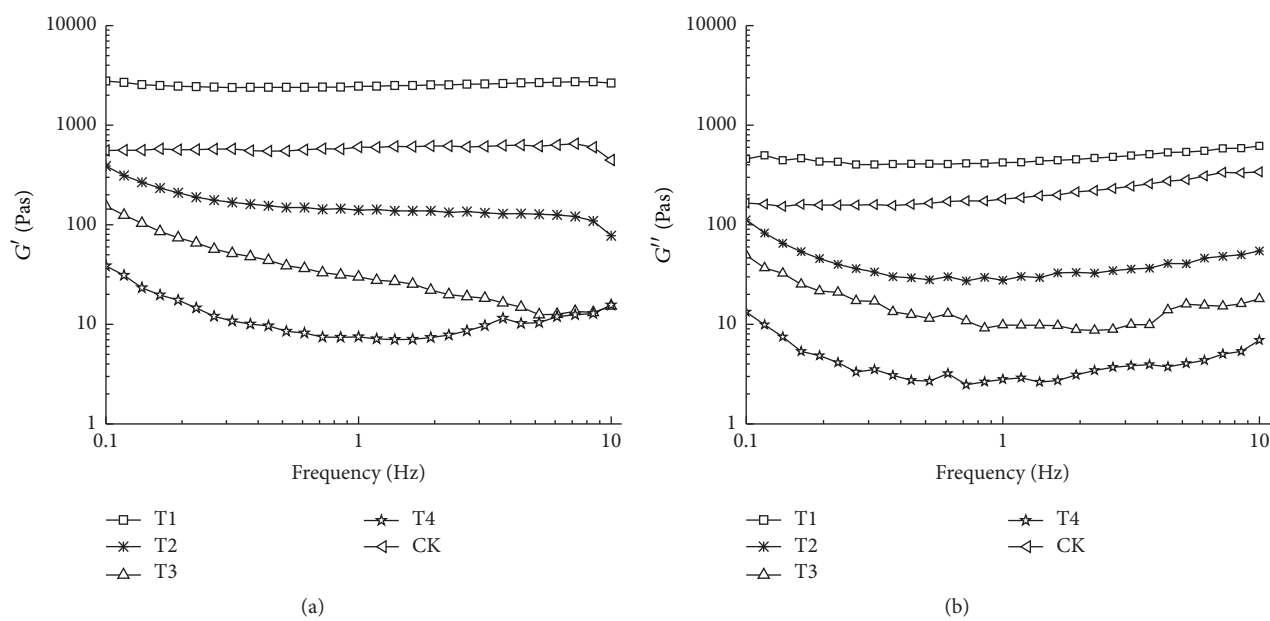 10000
1000
100
10
1
G′ (Pas)
0.1 1 10
Frequency (Hz)
T1
T2
T3
T4
CK
(a)
10000
1000
100
10
1
G′′ (Pas)
0.1 1 10
Frequency (Hz)
T1
T2
T3
T4
CK
(b)